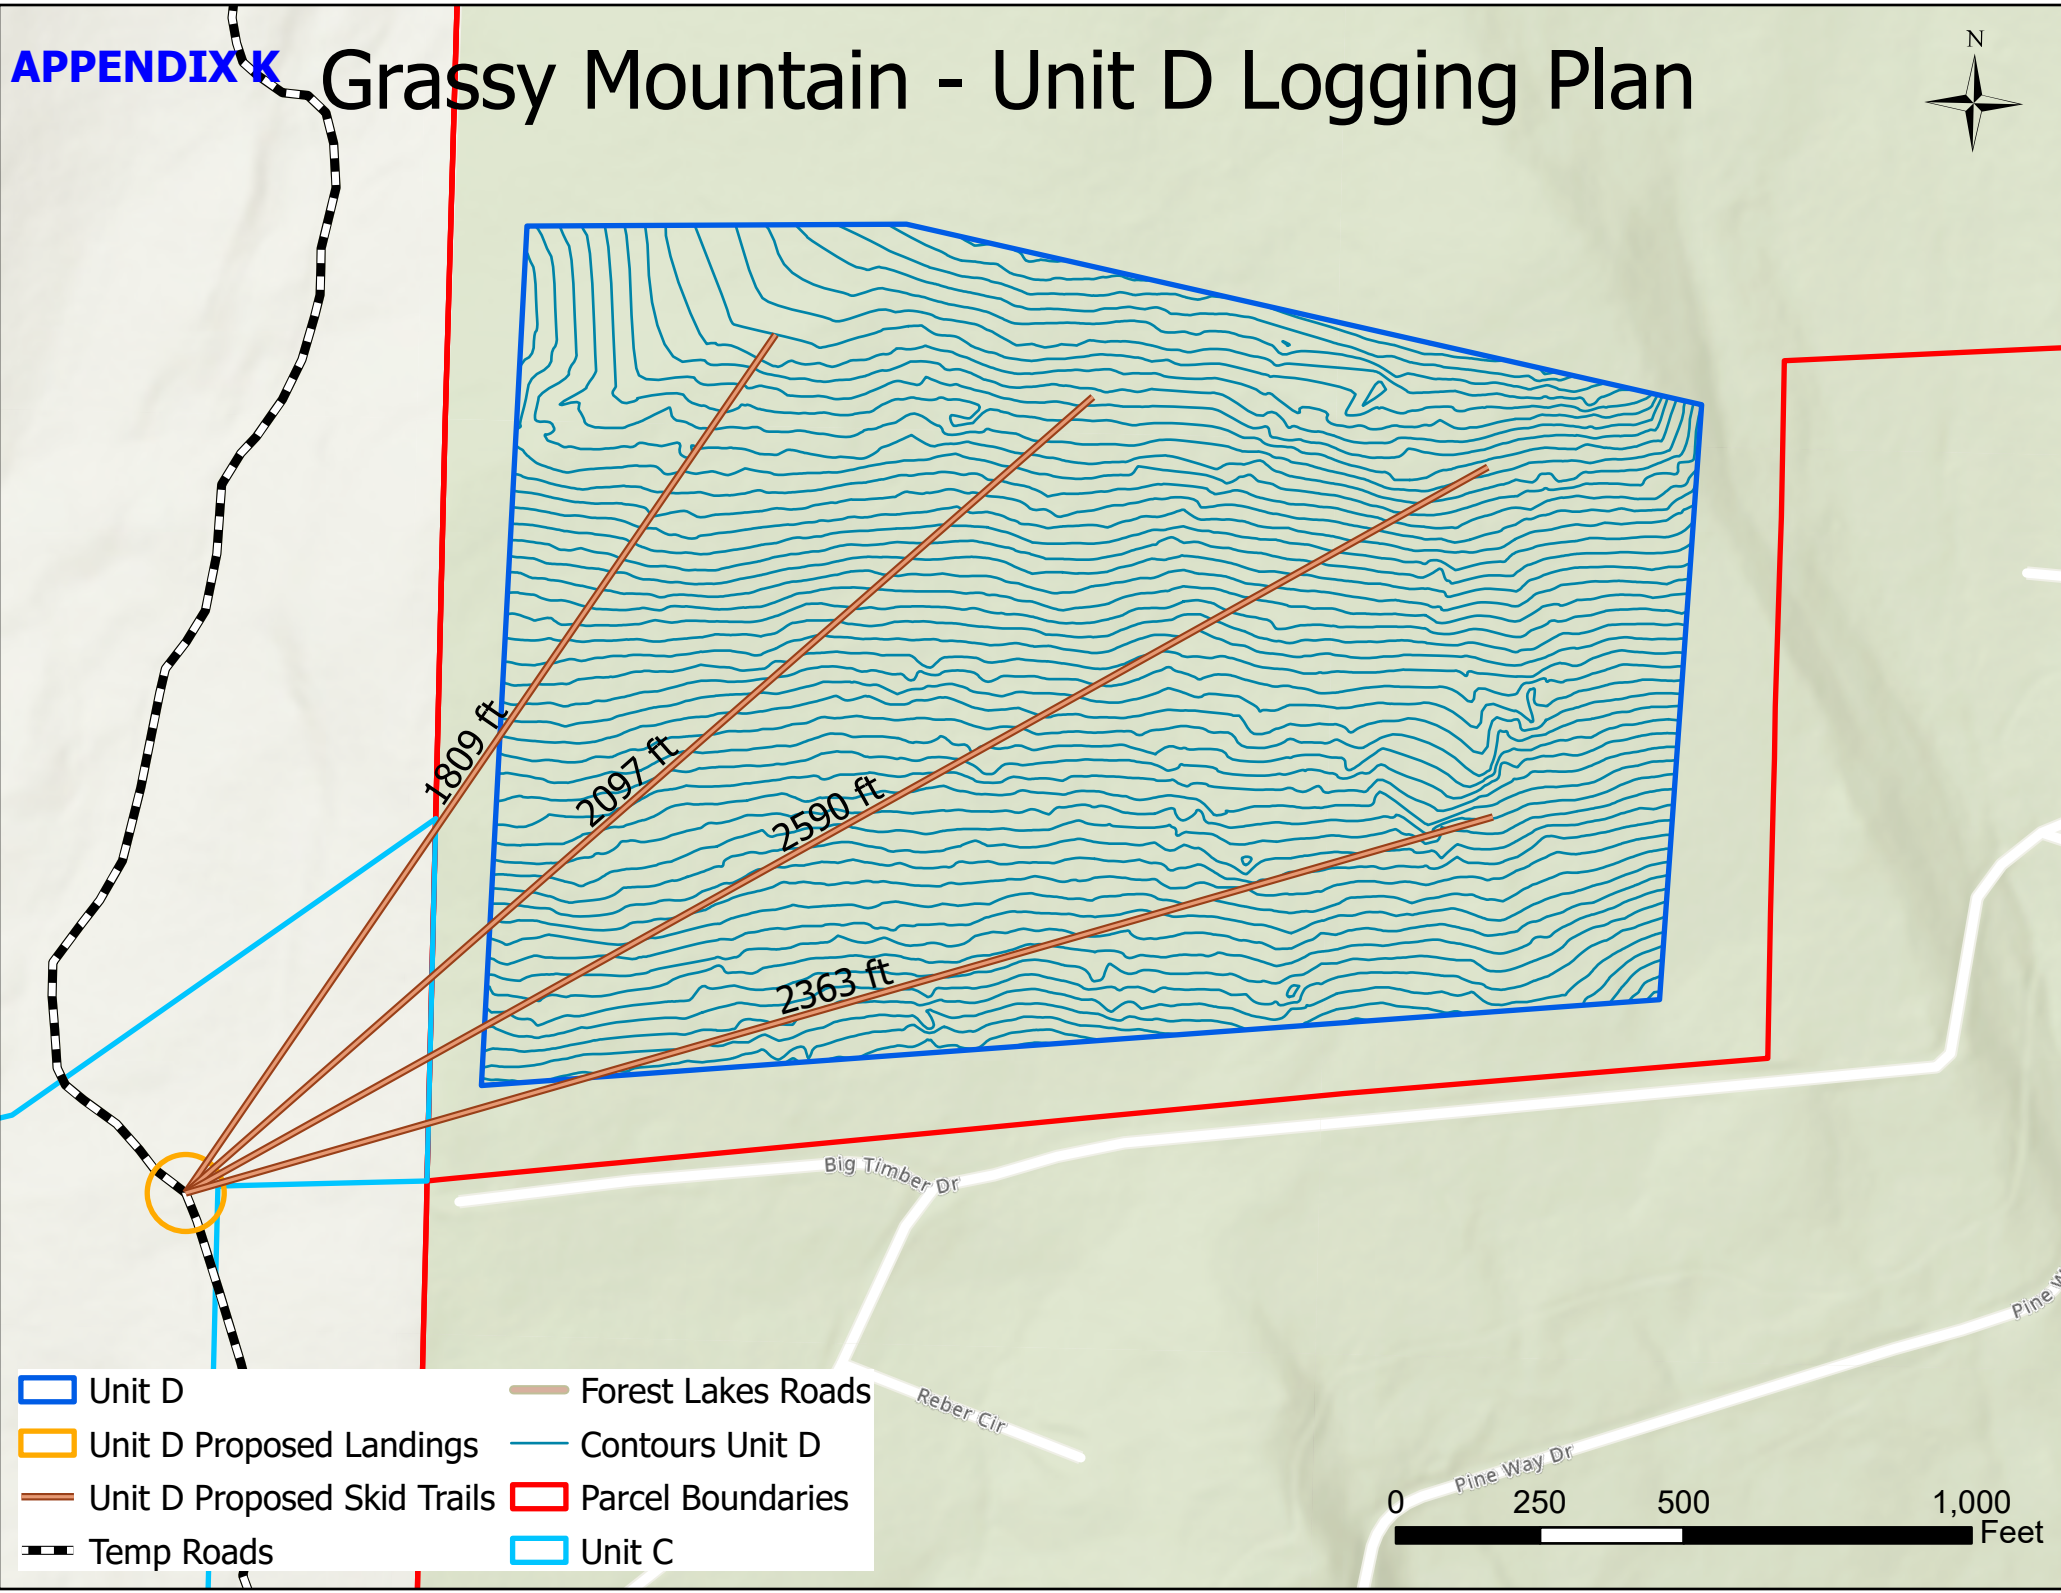 APPENDIX K
Grassy Mountain - Unit D Logging Plan
N
1809 ft
2097 ft
2590 ft
2363 ft
Big Timber Dr
Reber Cir
Pine Way Dr
Pine
Unit D
Unit D Proposed Landings
Unit D Proposed Skid Trails
Temp Roads
Forest Lakes Roads
Contours Unit D
Parcel Boundaries
Unit C
0 250 500 1,000
Feet